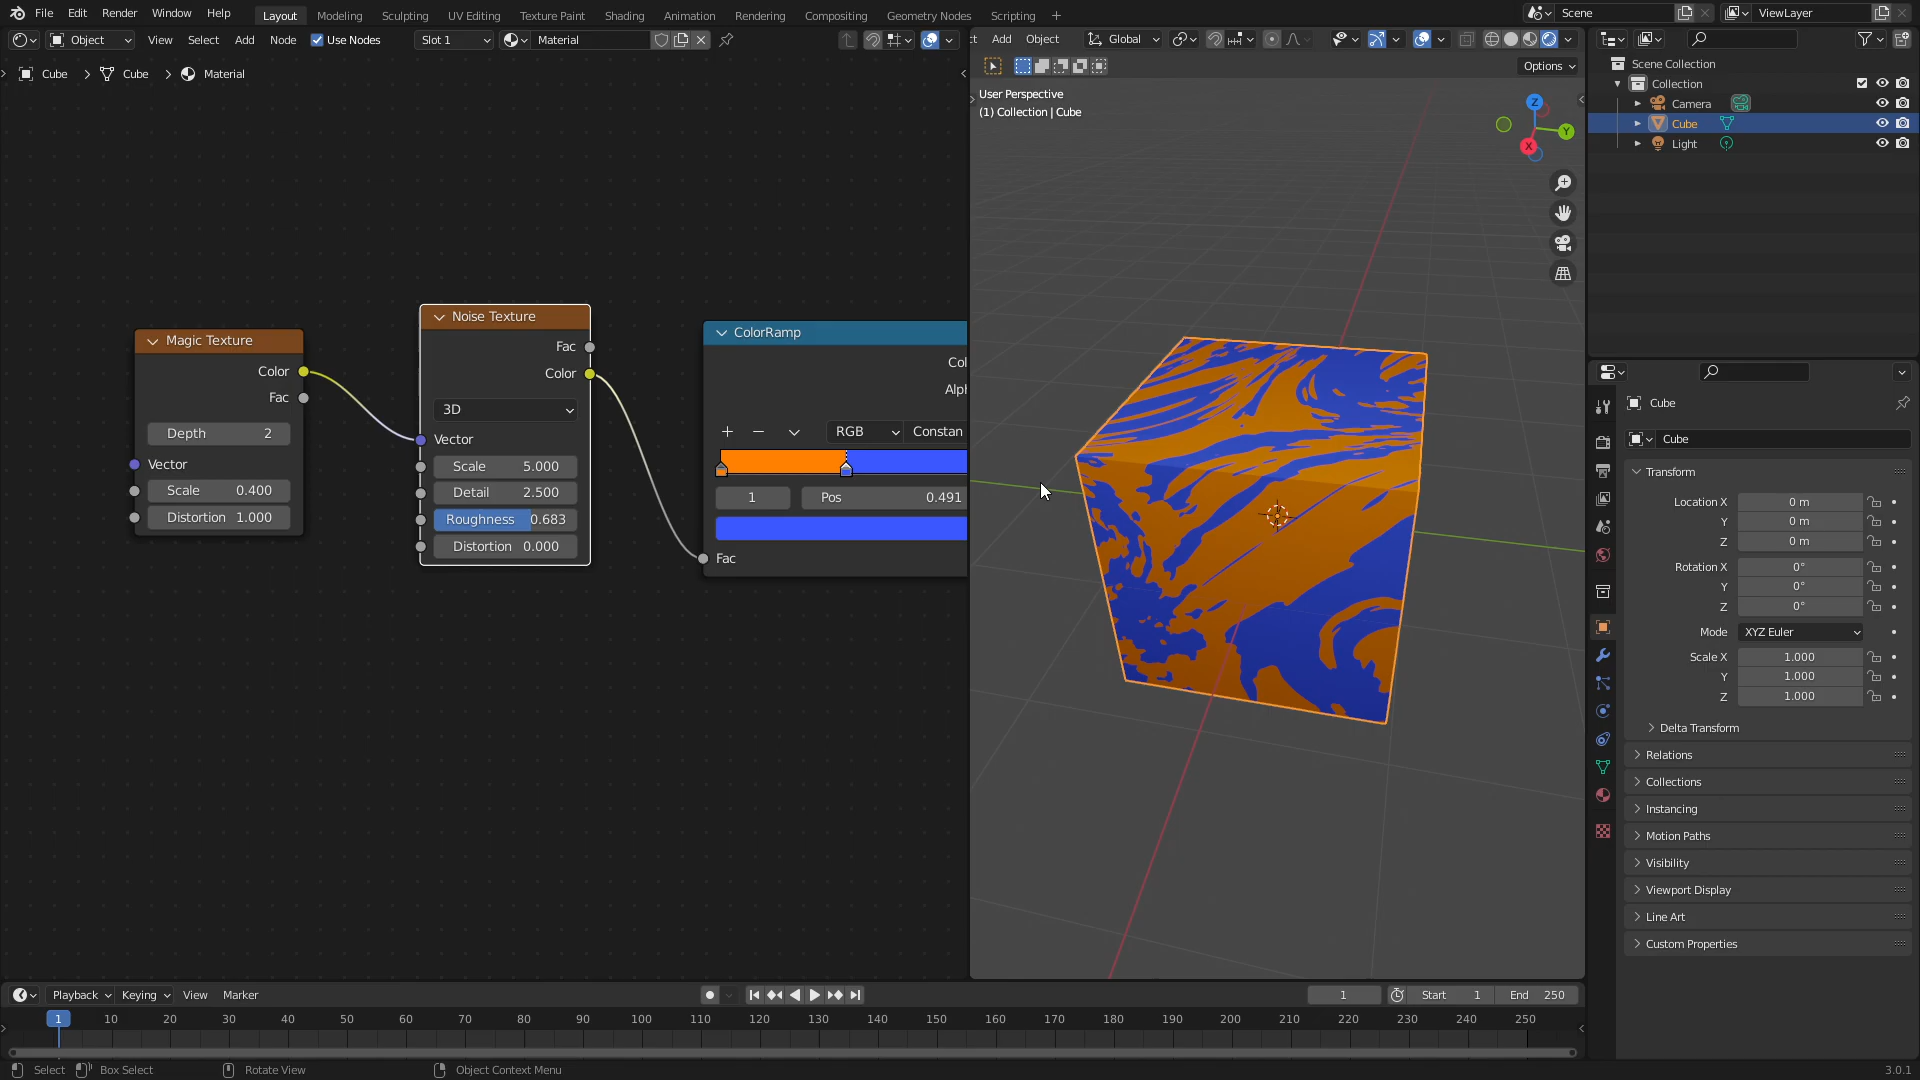 File Edit Render Window Help Layout Modeling Sculpting UV Editing Texture Paint Shading Animation Rendering Compositing Geometry Nodes Scripting + Scene ViewLayer
Object View Select Add Node Use Nodes Slot 1 Material Add Object Global
Options
Cube Cube Material
User Perspective
(1) Collection | Cube
Z
Y
X
Magic Texture
Color
Fac
Depth 2
Vector
Scale 0.400
Distortion 1.000
Noise Texture
Fac
Color
3D
Vector
Scale 5.000
Detail 2.500
Roughness 0.683
Distortion 0.000
ColorRamp
Col
Alph
RGB Constan
1 Pos 0.491
Fac
Scene Collection
Collection
Camera
Cube
Light
Cube
Cube
Transform
Location X 0 m
Y 0 m
Z 0 m
Rotation X 0°
Y 0°
Z 0°
Mode XYZ Euler
Scale X 1.000
Y 1.000
Z 1.000
Delta Transform
Relations
Collections
Instancing
Motion Paths
Visibility
Viewport Display
Line Art
Custom Properties
Playback Keying View Marker 1 Start 1 End 250
1 10 20 30 40 50 60 70 80 90 100 110 120 130 140 150 160 170 180 190 200 210 220 230 240 250
Select Box Select Rotate View Object Context Menu 3.0.1